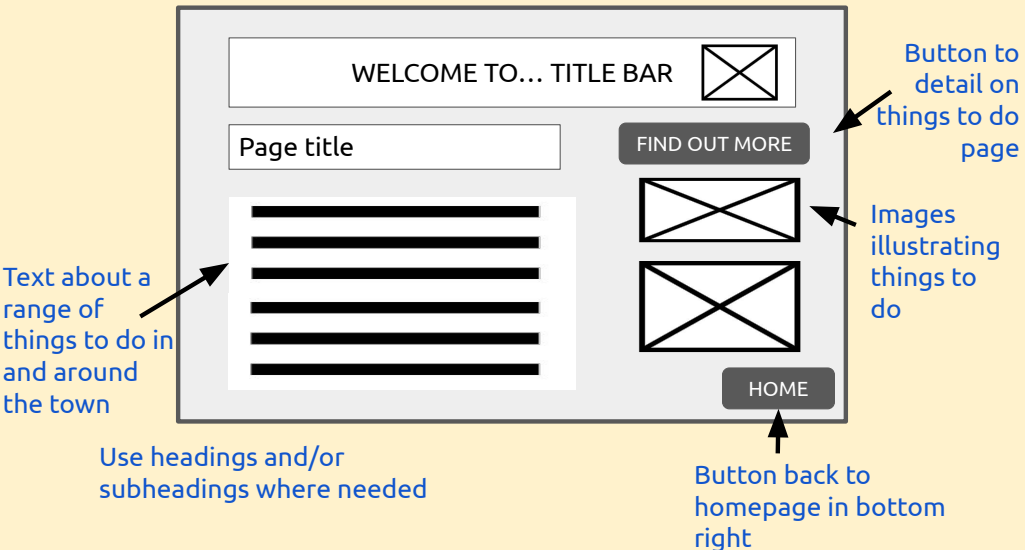 WELCOME TO... TITLE BAR
Page title
FIND OUT MORE
HOME
Button to
detail on
things to do
page
Images
illustrating
things to
do
Text about a
range of
things to do in
and around
the town
Use headings and/or
subheadings where needed
Button back to
homepage in bottom
right